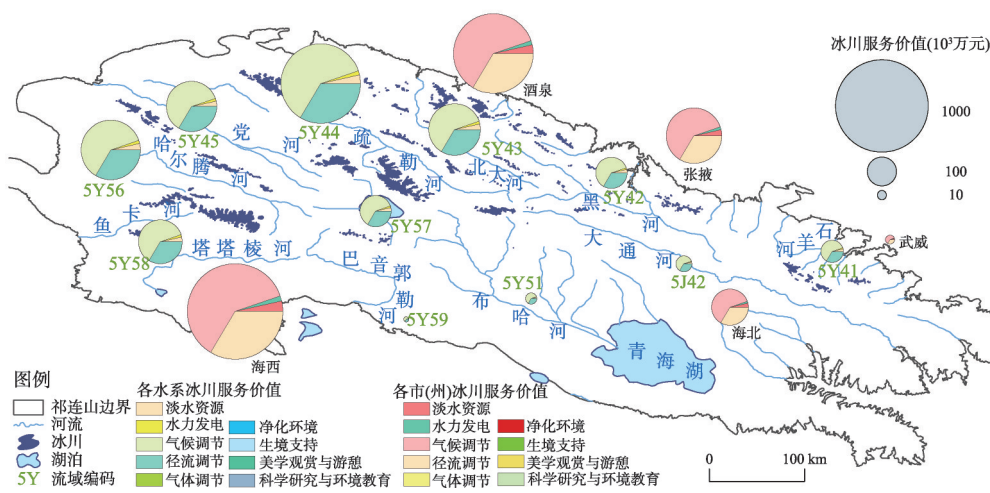 冰川服务价值(10³万元)
1000
100
10
酒泉
张掖
武威
海北
海西
5Y45
5Y44
5Y43
5Y42
5Y56
5Y57
5Y58
5Y41
5J42
5Y51
5Y59
党河
疏勒河
哈尔腾河
北大河
黑河
鱼卡河
塔塔棱河
巴音郭勒河
布哈河
大通河
石羊河
青海湖
图例
祁连山边界
河流
冰川
湖泊
5Y 流域编码
各水系冰川服务价值
淡水资源
水力发电
气候调节
径流调节
气体调节
净化环境
生境支持
美学观赏与游憩
科学研究与环境教育
各市(州)冰川服务价值
淡水资源
水力发电
气候调节
径流调节
气体调节
净化环境
生境支持
美学观赏与游憩
科学研究与环境教育
0 100 km